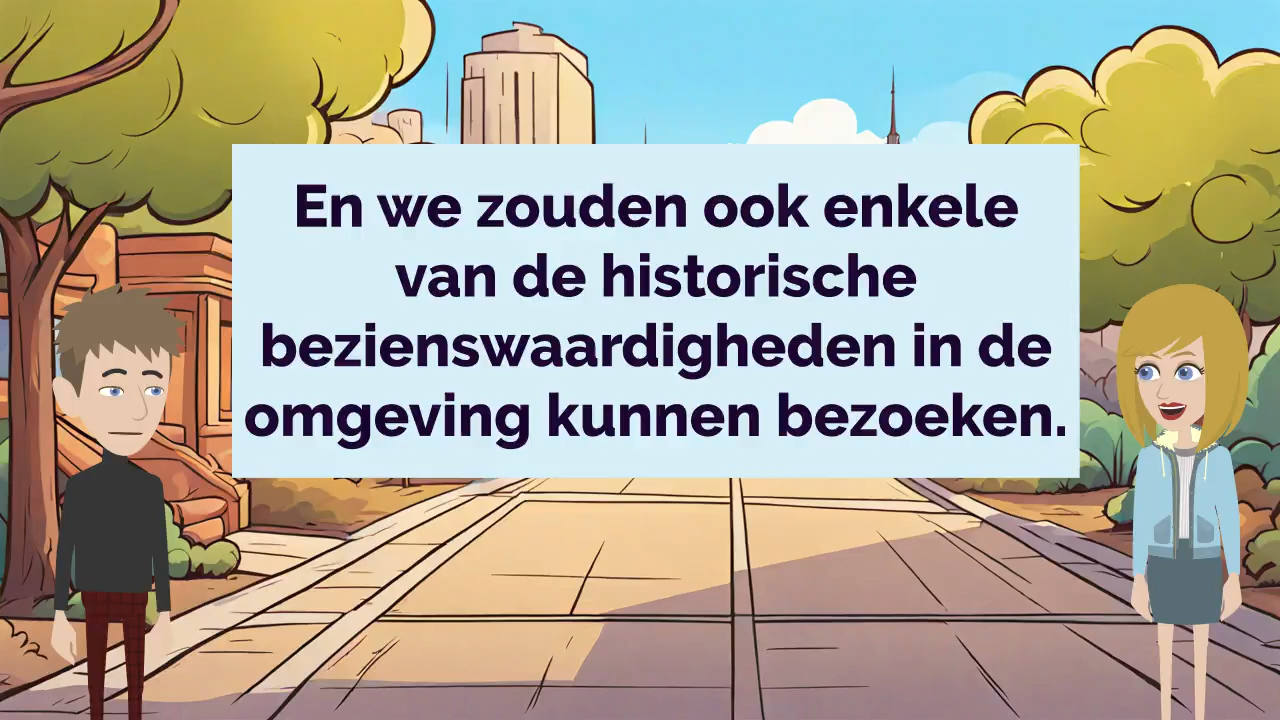 En we zouden ook enkele
van de historische
bezienswaardigheden in de
omgeving kunnen bezoeken.